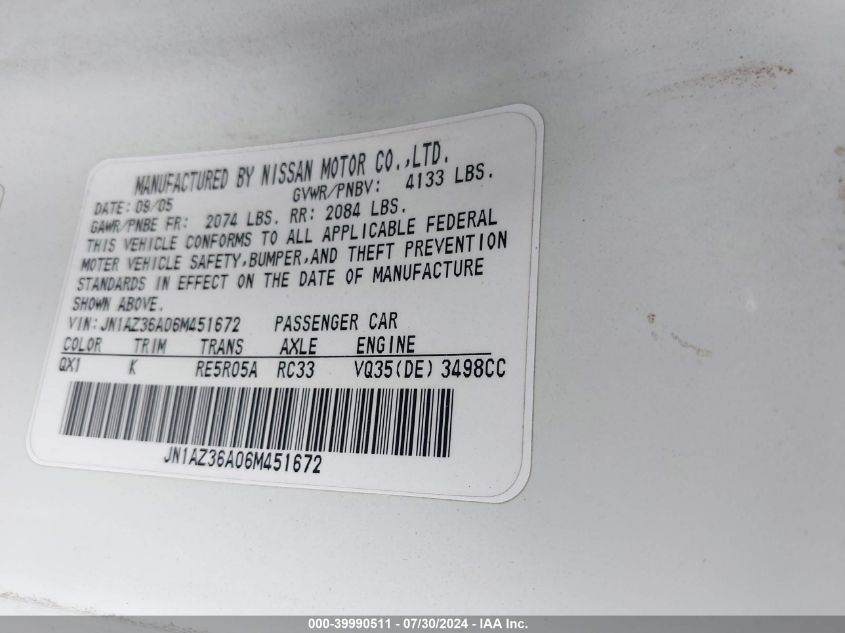 MANUFACTURED BY NISSAN MOTOR CO.,LTD.
DATE: 09/05 GVWR/PNBV: 4133 LBS.
GAWR/PNBE FR: 2074 LBS. RR: 2084 LBS.
THIS VEHICLE CONFORMS TO ALL APPLICABLE FEDERAL
MOTER VEHICLE SAFETY,BUMPER,AND THEFT PREVENTION
STANDARDS IN EFFECT ON THE DATE OF MANUFACTURE
SHOWN ABOVE.
VIN: JN1AZ36A06M451672 PASSENGER CAR
COLOR TRIM TRANS AXLE ENGINE
QX1 K RE5R05A RC33 VQ35(DE) 3498CC
JN1AZ36A06M451672
000-39990511 - 07/30/2024 - IAA Inc.